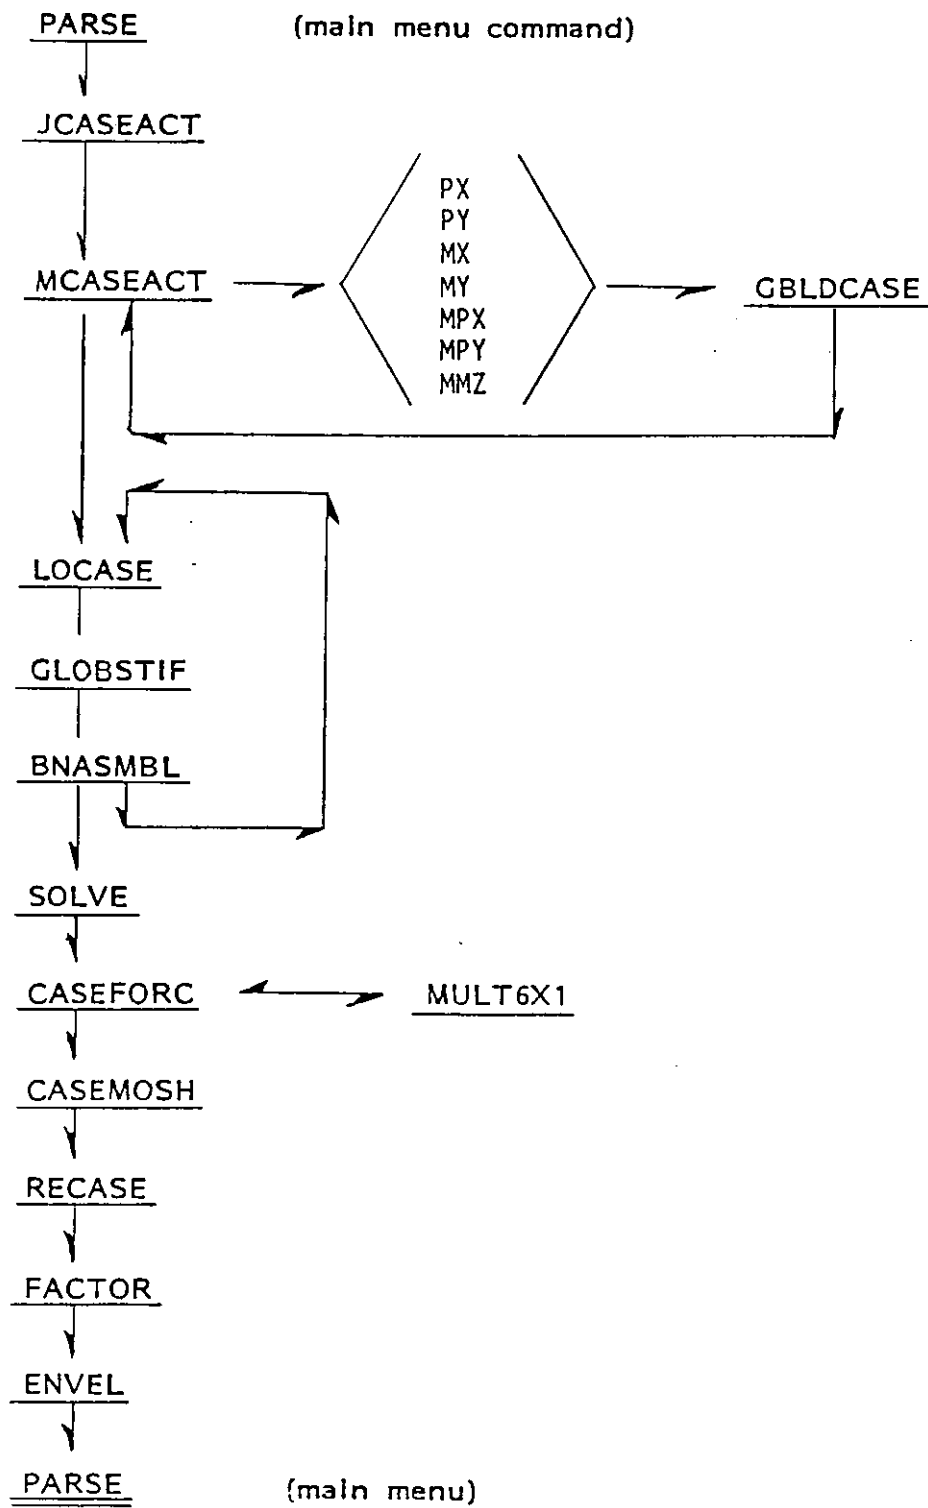 PARSE (main menu command)
JCASEACT
PX
PY
MX
MCASEACT MY GBLDCASE
MPX
MPY
MMZ
LOCASE
GLOBSTIF
BNASMBL
SOLVE
CASEFORC MULT6X1
CASEMOSH
RECASE
FACTOR
ENVEL
PARSE (main menu)